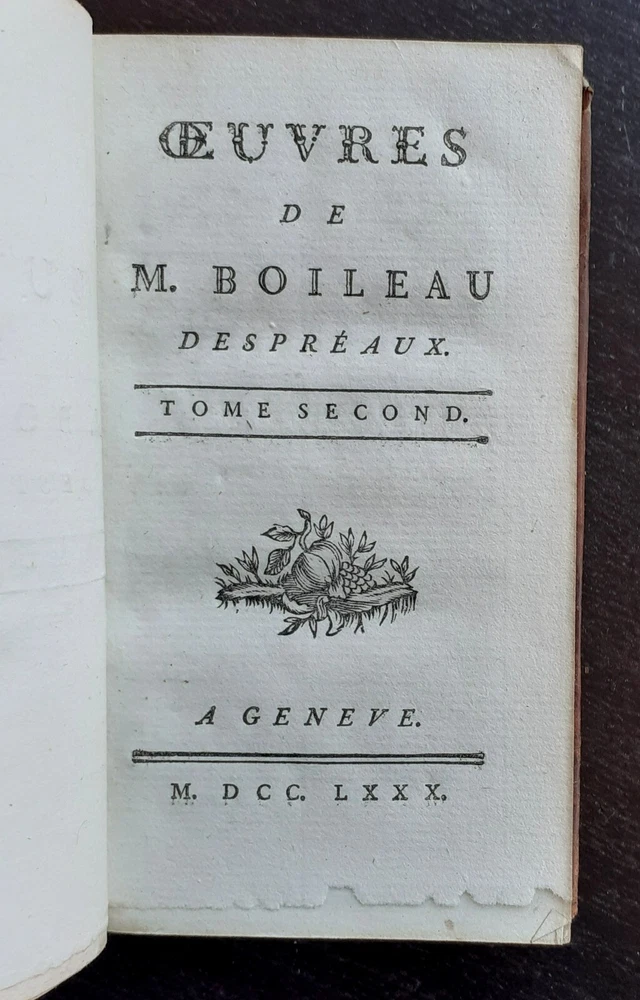 ŒUVRES
DE
M. BOILEAU
DESPRÉAUX.
TOME SECOND.
A GENEVE.
M. DCC. LXXX.